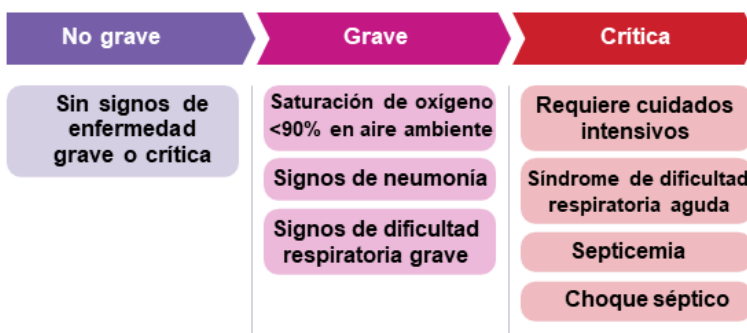 No grave
Grave
Crítica
Sin signos de
enfermedad
grave o crítica
Saturación de oxígeno
<90% en aire ambiente
Signos de neumonía
Signos de dificultad
respiratoria grave
Requiere cuidados
intensivos
Síndrome de dificultad
respiratoria aguda
Septicemia
Choque séptico